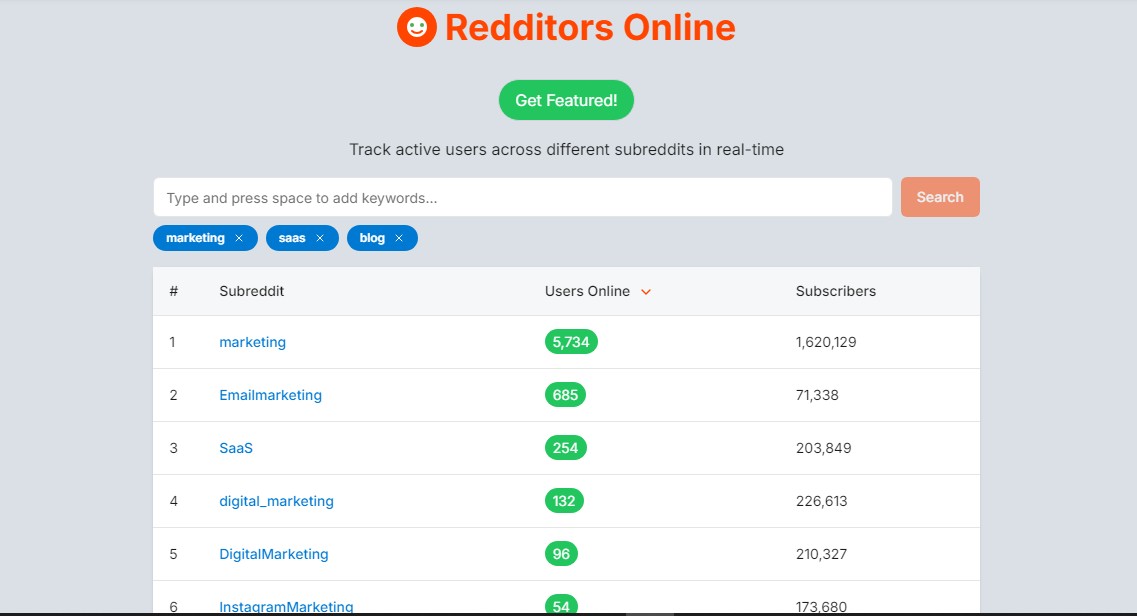 Redditors Online
Get Featured!
Track active users across different subreddits in real-time
Type and press space to add keywords...
Search
marketing × saas × blog ×
# Subreddit Users Online Subscribers
1 marketing 5,734 1,620,129
2 Emailmarketing 685 71,338
3 SaaS 254 203,849
4 digital_marketing 132 226,613
5 DigitalMarketing 96 210,327
6 InstagramMarketing 54 173,680